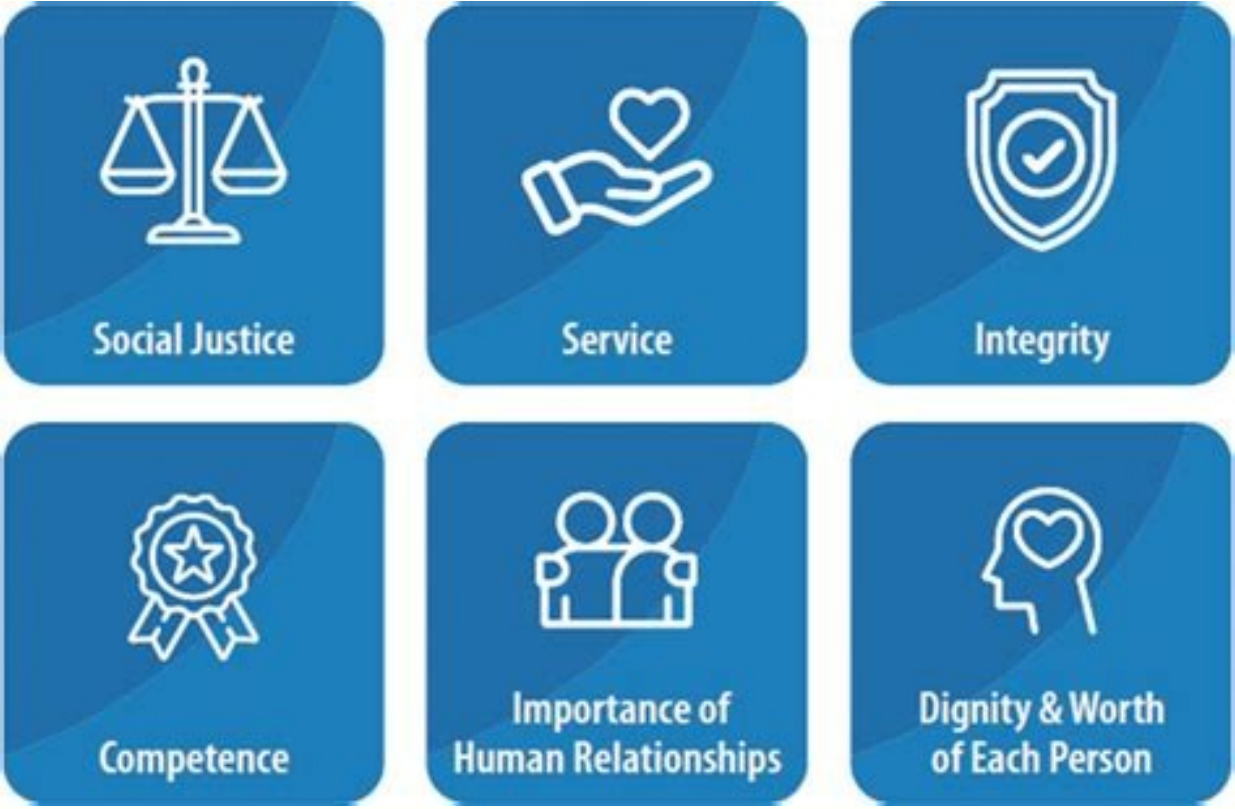 Social Justice
Service
Integrity
Competence
Importance of
Human Relationships
Dignity & Worth
of Each Person